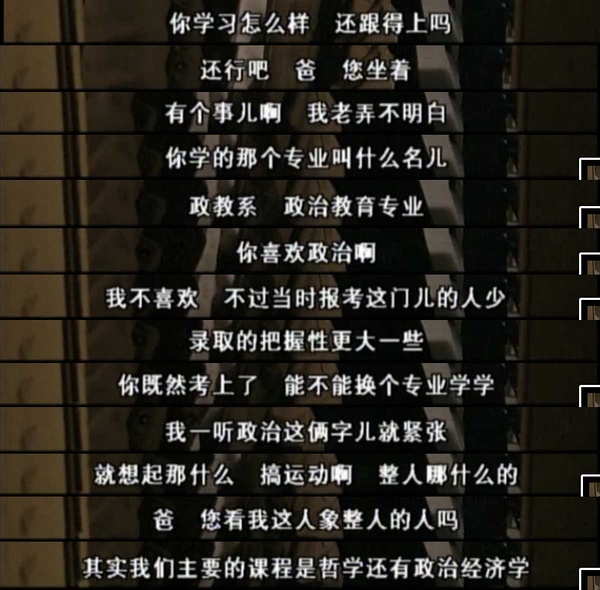 你学习怎么样 还跟得上吗
还行吧 爸 您坐着
有个事儿啊 我老弄不明白
你学的那个专业叫什么名儿
政教系 政治教育专业
你喜欢政治啊
我不喜欢 不过当时报考这门儿的人少
录取的把握性更大一些
你既然考上了 能不能换个专业学学
我一听政治这俩字儿就紧张
就想起那什么 搞运动啊 整人哪什么的
爸 您看我这人象整人的人吗
其实我们主要的课程是哲学还有政治经济学